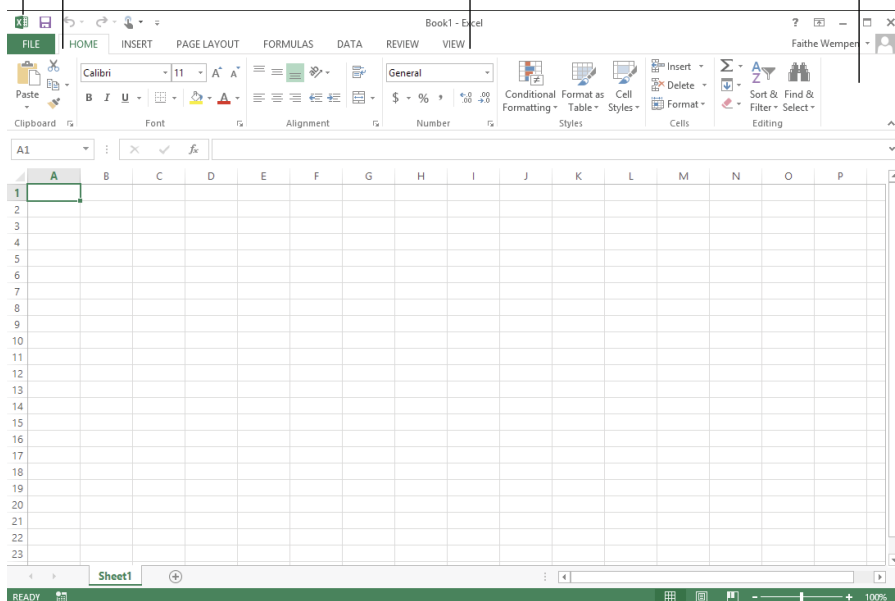 Book1 - Excel
FILE HOME INSERT PAGE LAYOUT FORMULAS DATA REVIEW VIEW Faithe Wempen
Calibri 11 General Insert
Paste B I U A $ % Conditional Format as Cell Delete Sort & Find &
Formatting Table Styles Format Filter Select
Clipboard Font Alignment Number Styles Cells Editing
A1 fx
A B C D E F G H I J K L M N O P
1
2
3
4
5
6
7
8
9
10
11
12
13
14
15
16
17
18
19
20
21
22
23
Sheet1
READY 100%